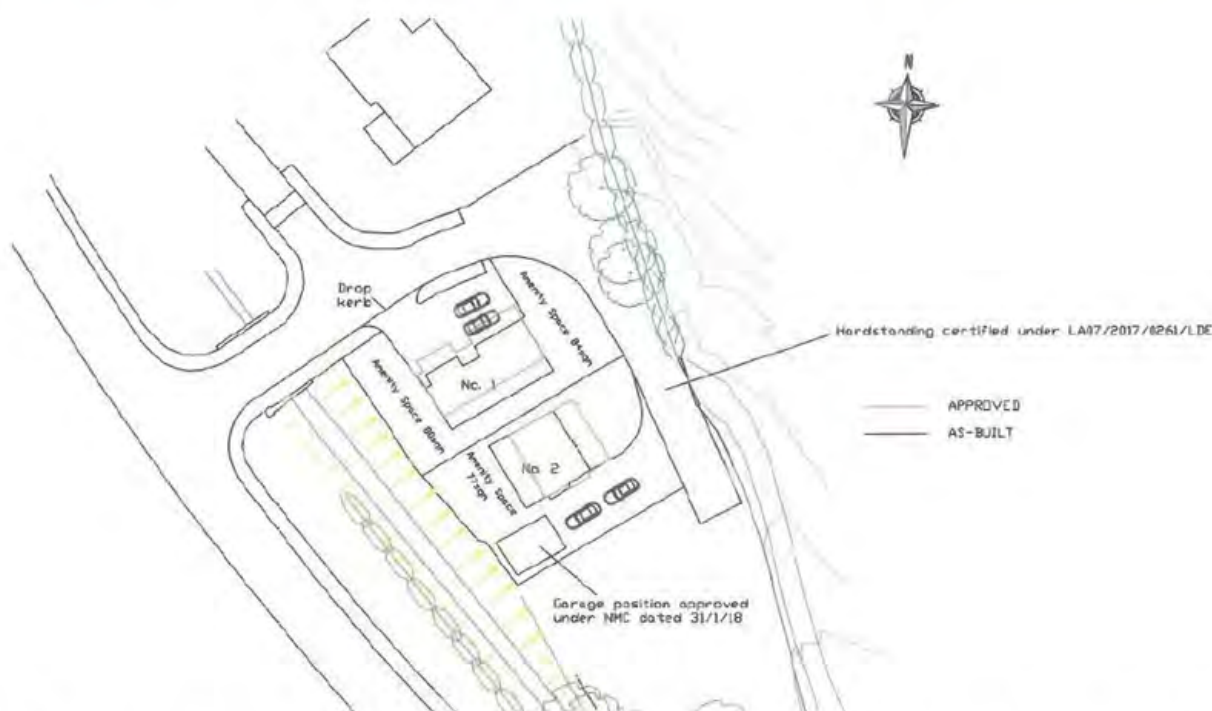 N
Drop
kerb
Amenity Space 84sqm
Hardstanding certified under LA07/2017/0261/LDE
No. 1
Amenity Space 80sqm
APPROVED
AS-BUILT
No. 2
Amenity Space
77sqm
Garage position approved
under NMC dated 31/1/18